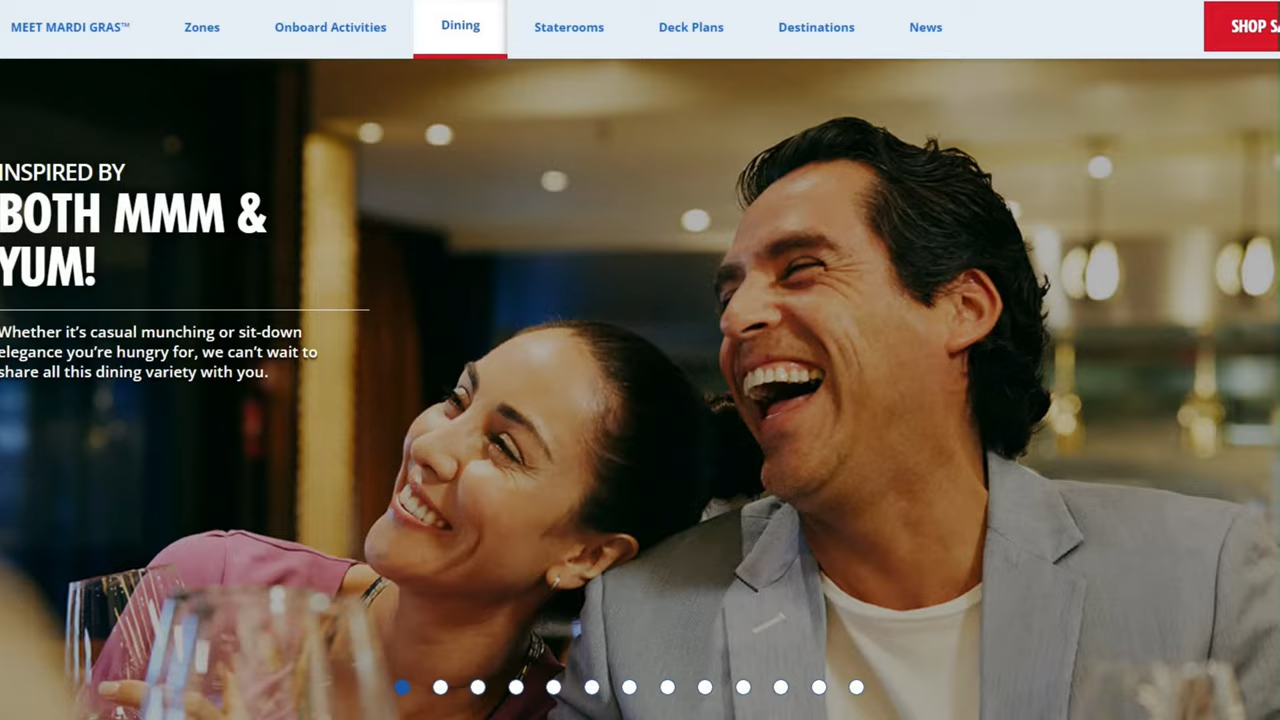 MEET MARDI GRAS™ Zones Onboard Activities Dining Staterooms Deck Plans Destinations News SHOP SA
INSPIRED BY
BOTH MMM &
YUM!
Whether it's casual munching or sit-down
elegance you're hungry for, we can't wait to
share all this dining variety with you.